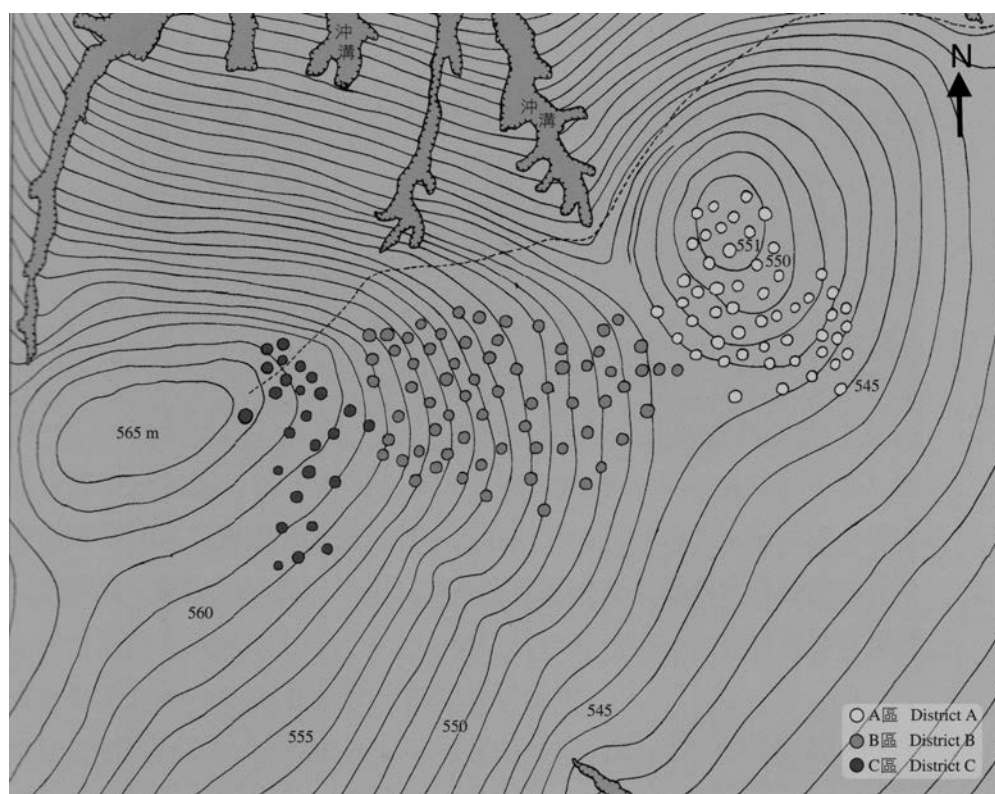 沖溝
沖溝
N
551
550
545
565 m
560
555
550
545
A區 District A
B區 District B
C區 District C